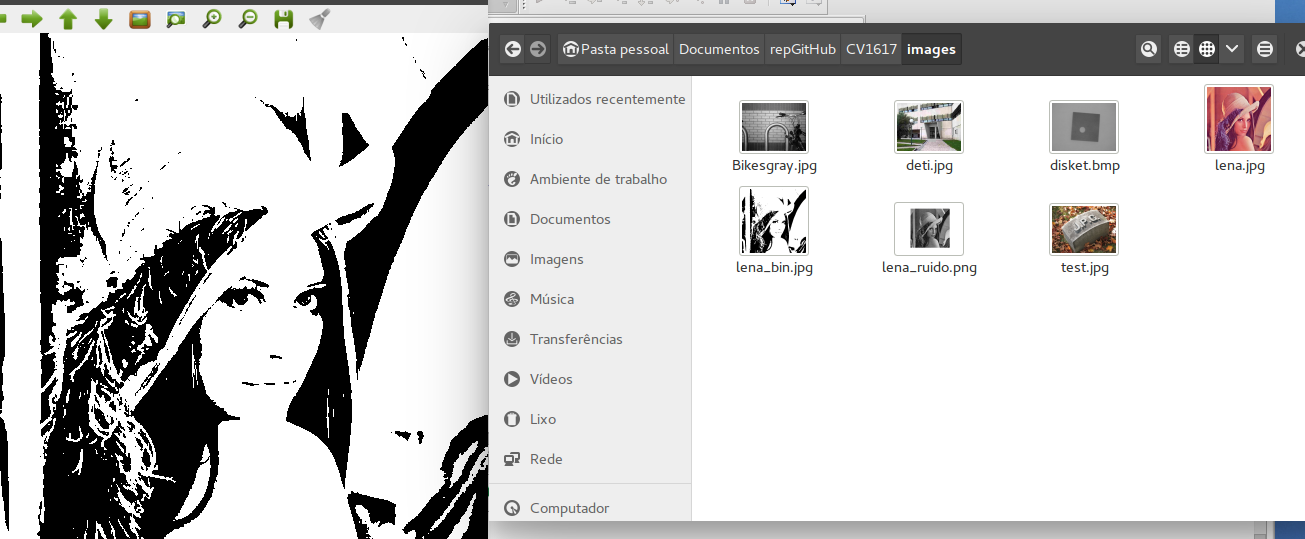 Pasta pessoal Documentos repGitHub CV1617 images
Utilizados recentemente
Início
Ambiente de trabalho
Documentos
Imagens
Música
Transferências
Vídeos
Lixo
Rede
Computador
Bikesgray.jpg deti.jpg disket.bmp lena.jpg
lena_bin.jpg lena_ruido.png test.jpg